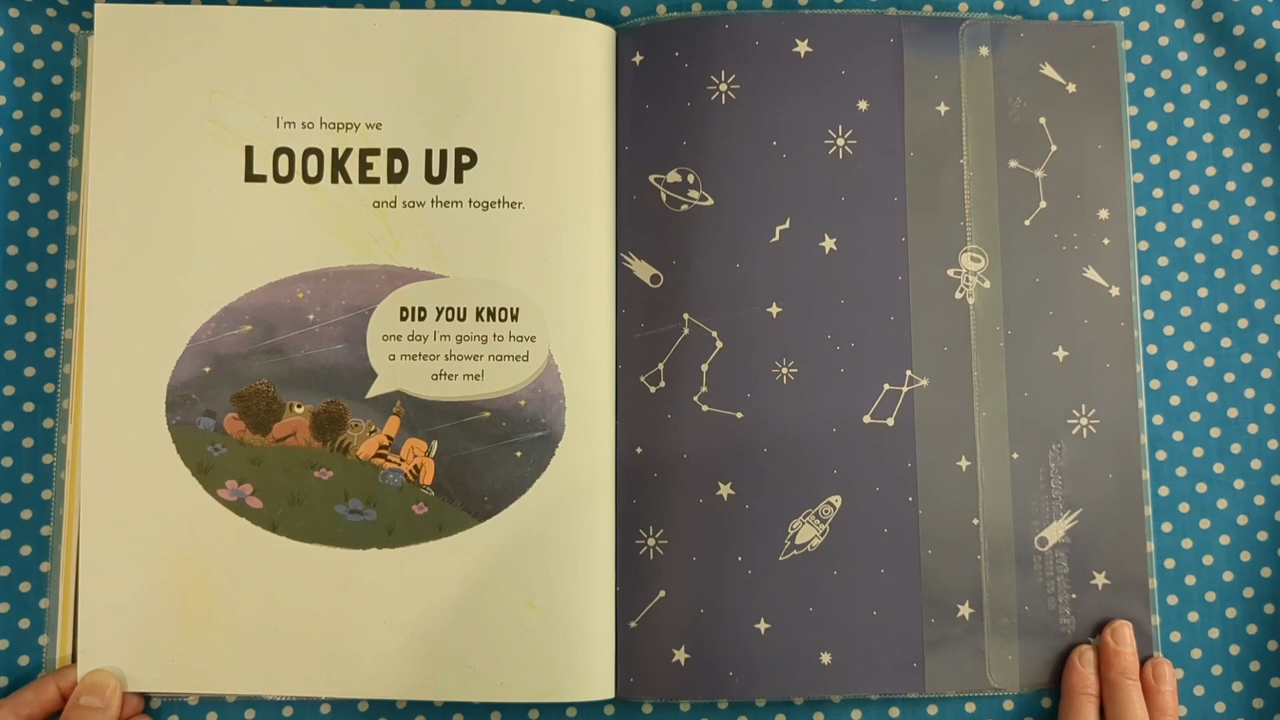 I'm so happy we
LOOKED UP
and saw them together.
DID YOU KNOW
one day I'm going to have
a meteor shower named
after me!